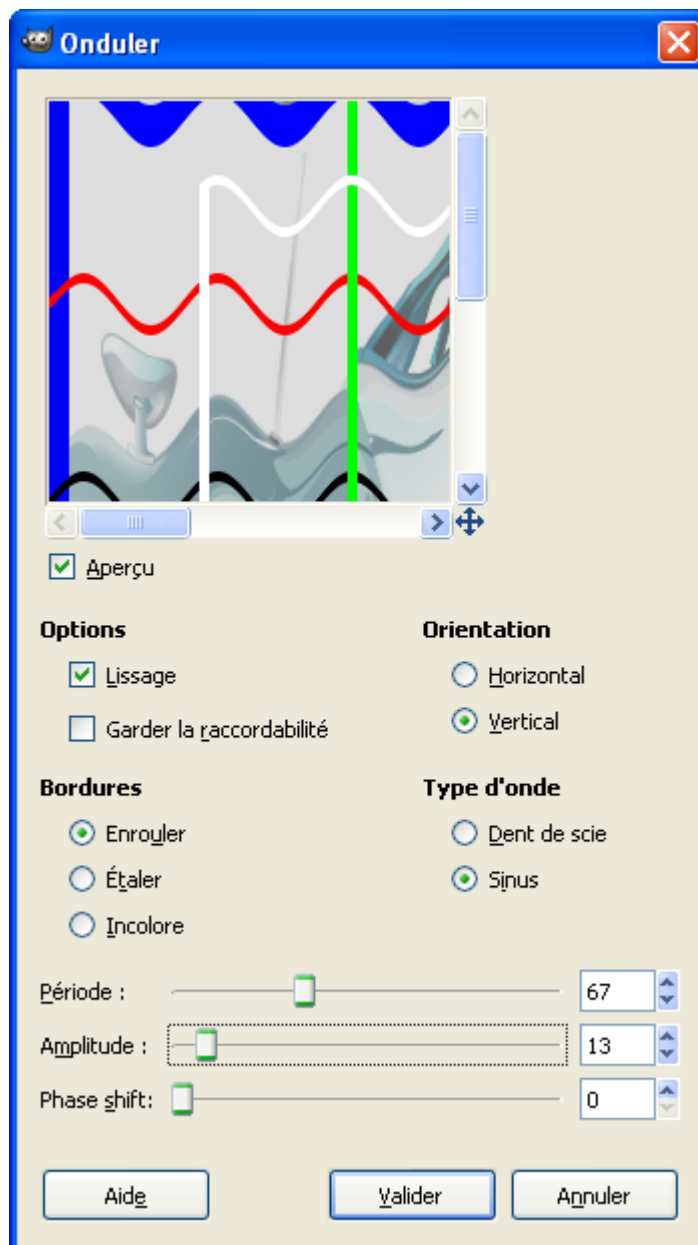 Onduler
Aperçu
Options
Orientation
Lissage
Horizontal
Garder la raccordabilité
Vertical
Bordures
Type d'onde
Enrouler
Dent de scie
Étaler
Sinus
Incolore
Période : 67
Amplitude : 13
Phase shift: 0
Aide Valider Annuler